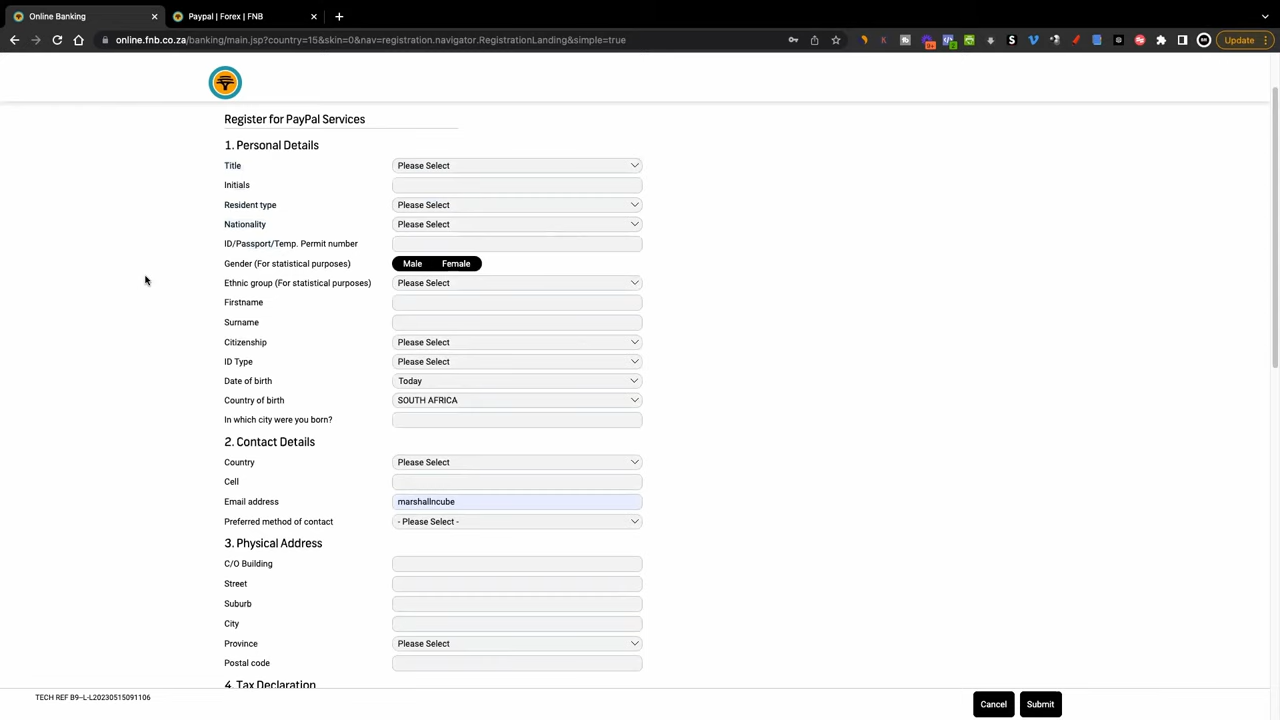 Online Banking
Paypal | Forex | FNB
online.fnb.co.za/banking/main.jsp?country=15&skin=0&nav=registration.navigator.RegistrationLanding&simple=true
Update
Register for PayPal Services
1. Personal Details
Title Please Select
Initials
Resident type Please Select
Nationality Please Select
ID/Passport/Temp. Permit number
Gender (For statistical purposes) Male Female
Ethnic group (For statistical purposes) Please Select
Firstname
Surname
Citizenship Please Select
ID Type Please Select
Date of birth Today
Country of birth SOUTH AFRICA
In which city were you born?
2. Contact Details
Country Please Select
Cell
Email address marshallncube
Preferred method of contact - Please Select -
3. Physical Address
C/O Building
Street
Suburb
City
Province Please Select
Postal code
4. Tax Declaration
TECH REF B9--L-L20230515091106
Cancel Submit